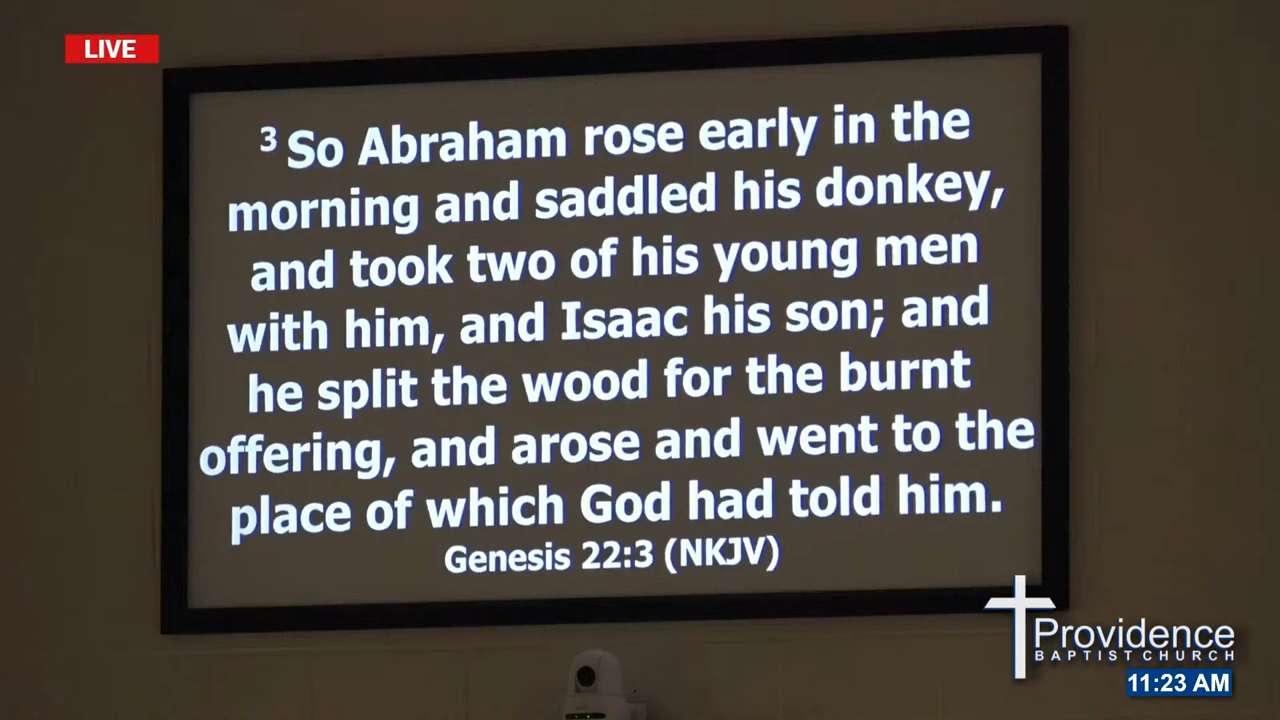 LIVE
3 So Abraham rose early in the
morning and saddled his donkey,
and took two of his young men
with him, and Isaac his son; and
he split the wood for the burnt
offering, and arose and went to the
place of which God had told him.
Genesis 22:3 (NKJV)
Providence
BAPTIST CHURCH
11:23 AM